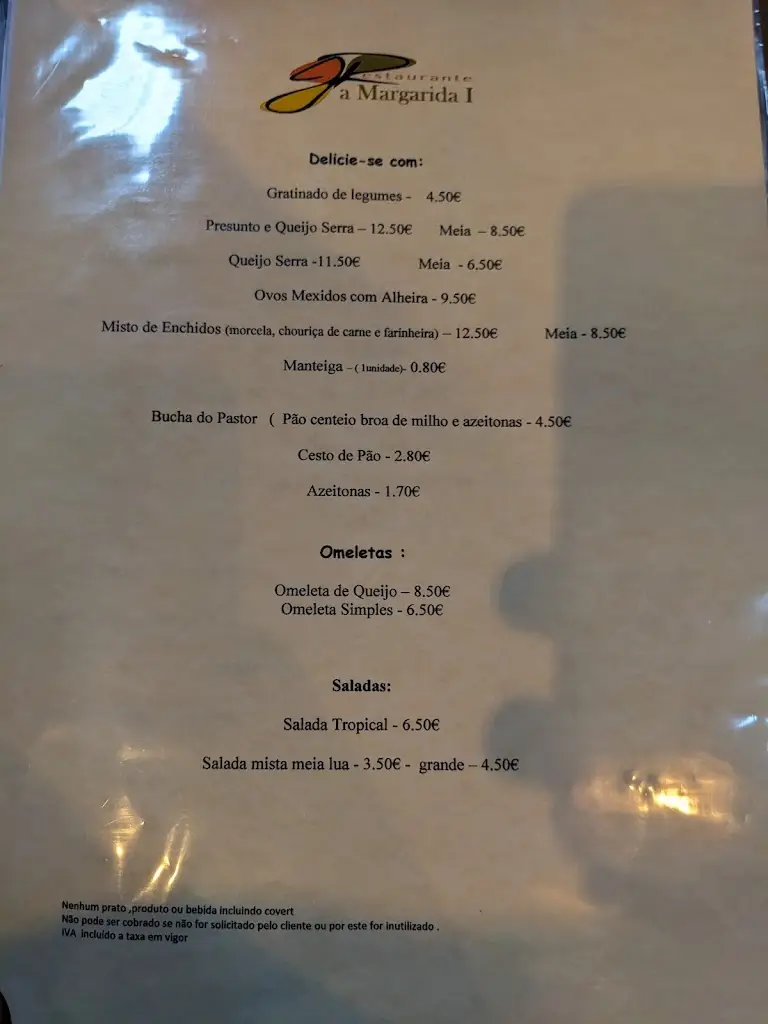 Restaurante
a Margarida I
Delicie-se com:
Gratinado de legumes - 4.50€
Presunto e Queijo Serra – 12.50€ Meia – 8.50€
Queijo Serra -11.50€ Meia - 6.50€
Ovos Mexidos com Alheira - 9.50€
Misto de Enchidos (morcela, chouriça de carne e farinheira) – 12.50€ Meia - 8.50€
Manteiga – ( 1unidade)- 0.80€
Bucha do Pastor ( Pão centeio broa de milho e azeitonas - 4.50€
Cesto de Pão - 2.80€
Azeitonas - 1.70€
Omeletas :
Omeleta de Queijo – 8.50€
Omeleta Simples - 6.50€
Saladas:
Salada Tropical - 6.50€
Salada mista meia lua - 3.50€ - grande – 4.50€
Nenhum prato ,produto ou bebida incluindo covert
Não pode ser cobrado se não for solicitado pelo cliente ou por este for inutilizado .
IVA incluído a taxa em vigor